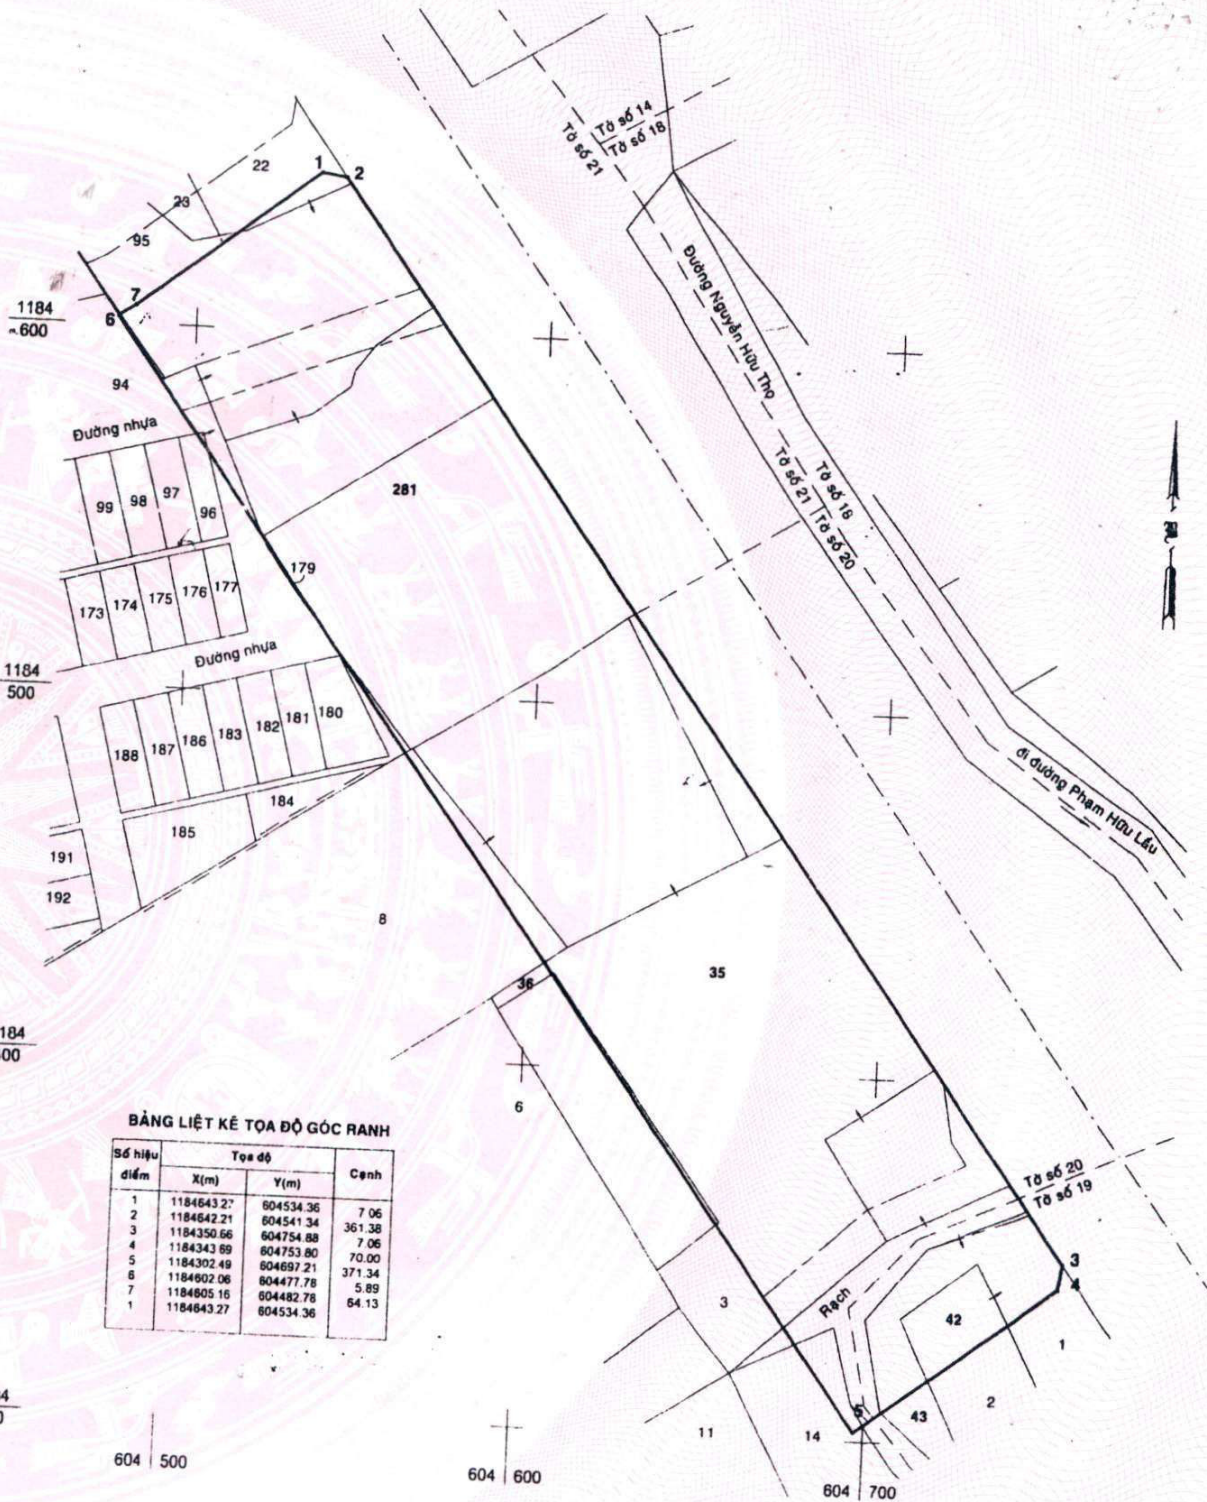 Tờ số 14
Tờ số 18
Tờ số 21
22
1
2
23
95
7
6
1184
600
94
Đường nhựa
Đường Nguyễn Hữu Thọ
99
98
97
96
281
Tờ số 21
Tờ số 18
Tờ số 20
179
173
174
175
176
177
Đường nhựa
1184
500
188
187
186
183
182
181
180
184
185
191
192
đi đường Phạm Hữu Lầu
8
35
36
6
184
00
BẢNG LIỆT KÊ TỌA ĐỘ GÓC RANH
Số hiệu điểm Tọa độ Cạnh
X(m) Y(m)
1 1184643.27 604534.36
7.06
2 1184642.21 604541.34
361.38
3 1184350.66 604754.88
7.06
4 1184343.69 604753.80
70.00
5 1184302.49 604697.21
371.34
6 1184602.06 604477.78
5.89
7 1184605.16 604482.78
64.13
1 1184643.27 604534.36
Tờ số 20
Tờ số 19
3
4
3
Rạch
42
1
2
43
5
11
14
604 500
604 600
604 700